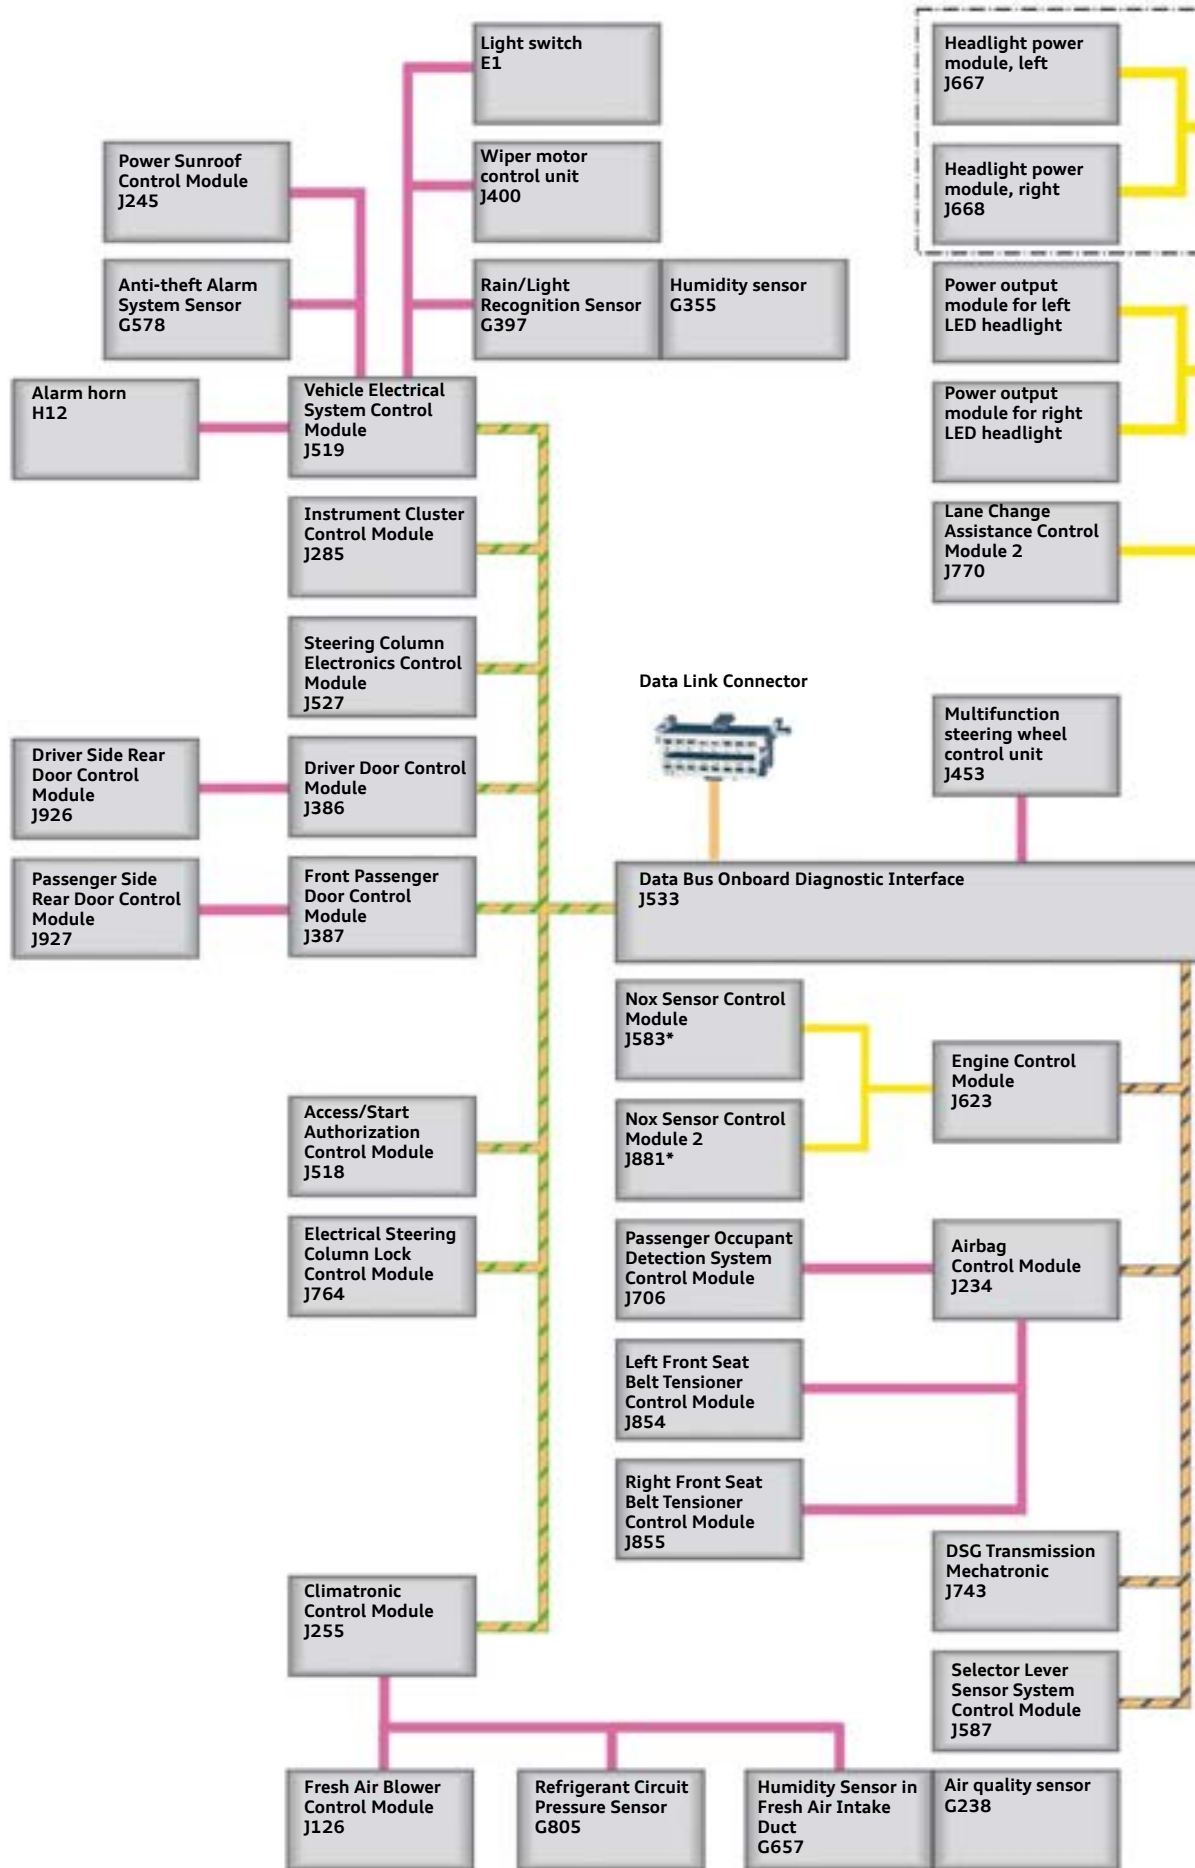 Light switch
E1
Headlight power
module, left
J667
Power Sunroof
Control Module
J245
Wiper motor
control unit
J400
Headlight power
module, right
J668
Anti-theft Alarm
System Sensor
G578
Rain/Light
Recognition Sensor
G397
Humidity sensor
G355
Power output
module for left
LED headlight
Alarm horn
H12
Vehicle Electrical
System Control
Module
J519
Power output
module for right
LED headlight
Instrument Cluster
Control Module
J285
Lane Change
Assistance Control
Module 2
J770
Steering Column
Electronics Control
Module
J527
Data Link Connector
Multifunction
steering wheel
control unit
J453
Driver Side Rear
Door Control
Module
J926
Driver Door Control
Module
J386
Passenger Side
Rear Door Control
Module
J927
Front Passenger
Door Control
Module
J387
Data Bus Onboard Diagnostic Interface
J533
Nox Sensor Control
Module
J583*
Engine Control
Module
J623
Access/Start
Authorization
Control Module
J518
Nox Sensor Control
Module 2
J881*
Electrical Steering
Column Lock
Control Module
J764
Passenger Occupant
Detection System
Control Module
J706
Airbag
Control Module
J234
Left Front Seat
Belt Tensioner
Control Module
J854
Right Front Seat
Belt Tensioner
Control Module
J855
DSG Transmission
Mechatronic
J743
Climatronic
Control Module
J255
Selector Lever
Sensor System
Control Module
J587
Fresh Air Blower
Control Module
J126
Refrigerant Circuit
Pressure Sensor
G805
Humidity Sensor in
Fresh Air Intake
Duct
G657
Air quality sensor
G238